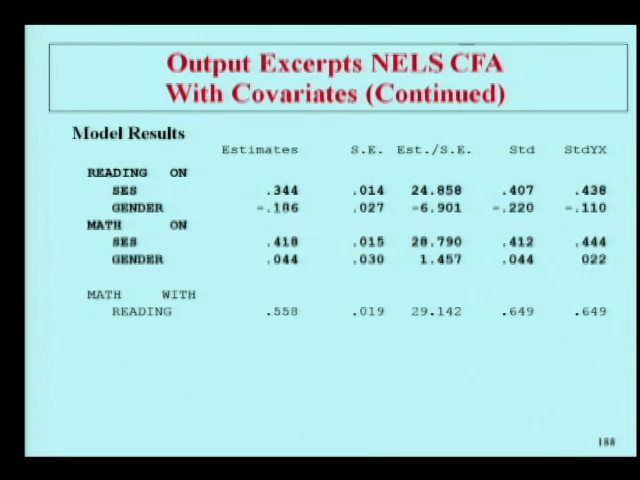 Output Excerpts NELS CFA
With Covariates (Continued)
Model Results
Estimates S.E. Est./S.E. Std StdYX
READING ON
SES .344 .014 24.858 .407 .438
GENDER -.186 .027 -6.901 -.220 -.110
MATH ON
SES .418 .015 28.790 .412 .444
GENDER .044 .030 1.457 .044 022
MATH WITH
READING .558 .019 29.142 .649 .649
188